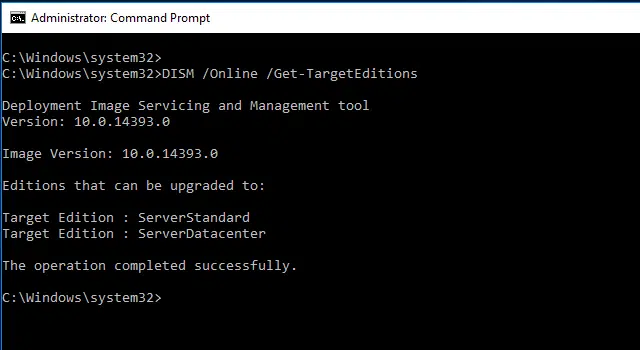 Administrator: Command Prompt
C:\Windows\system32>
C:\Windows\system32>DISM /Online /Get-TargetEditions
Deployment Image Servicing and Management tool
Version: 10.0.14393.0
Image Version: 10.0.14393.0
Editions that can be upgraded to:
Target Edition : ServerStandard
Target Edition : ServerDatacenter
The operation completed successfully.
C:\Windows\system32>